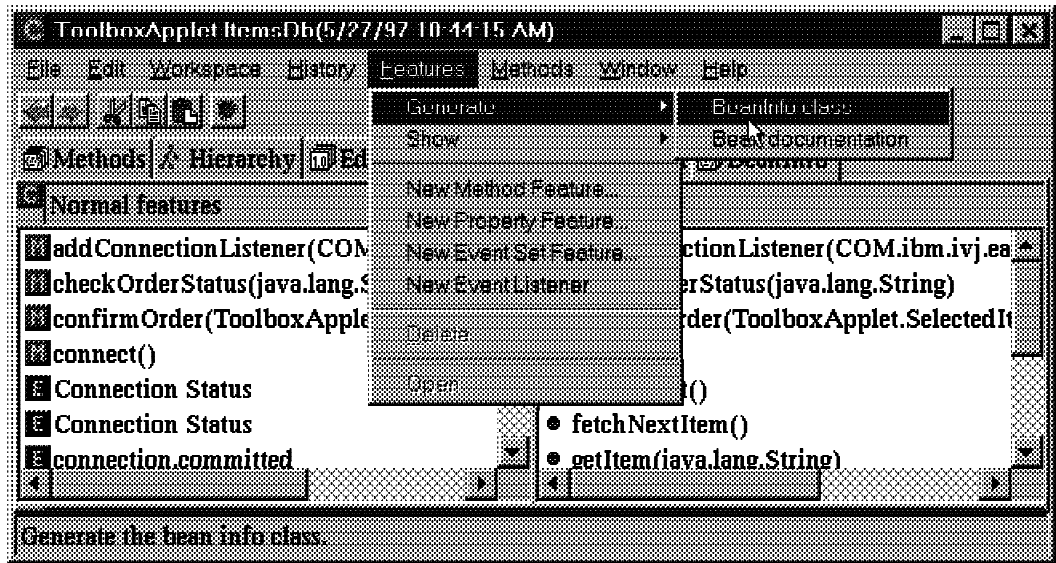 ToolboxApplet.ItemsDb(5/27/97 10:44:15 AM)
File Edit Workspace History Features Methods Window Help
Generate
BeanInfo class
Show
Bean documentation
Methods Hierarchy Ed
BeanInfo
New Method Feature...
New Property Feature...
New Event Set Feature...
New Event Listener
Delete
Open
Normal features
addConnectionListener(COM
checkOrderStatus(java.lang.S
confirmOrder(ToolboxApple
connect()
Connection Status
Connection Status
connection.committed
ctionListener(COM.ibm.ivj.ea
erStatus(java.lang.String)
rder(ToolboxApplet.SelectedIt
()
fetchNextItem()
getItem(java.lang.String)
Generate the bean info class.